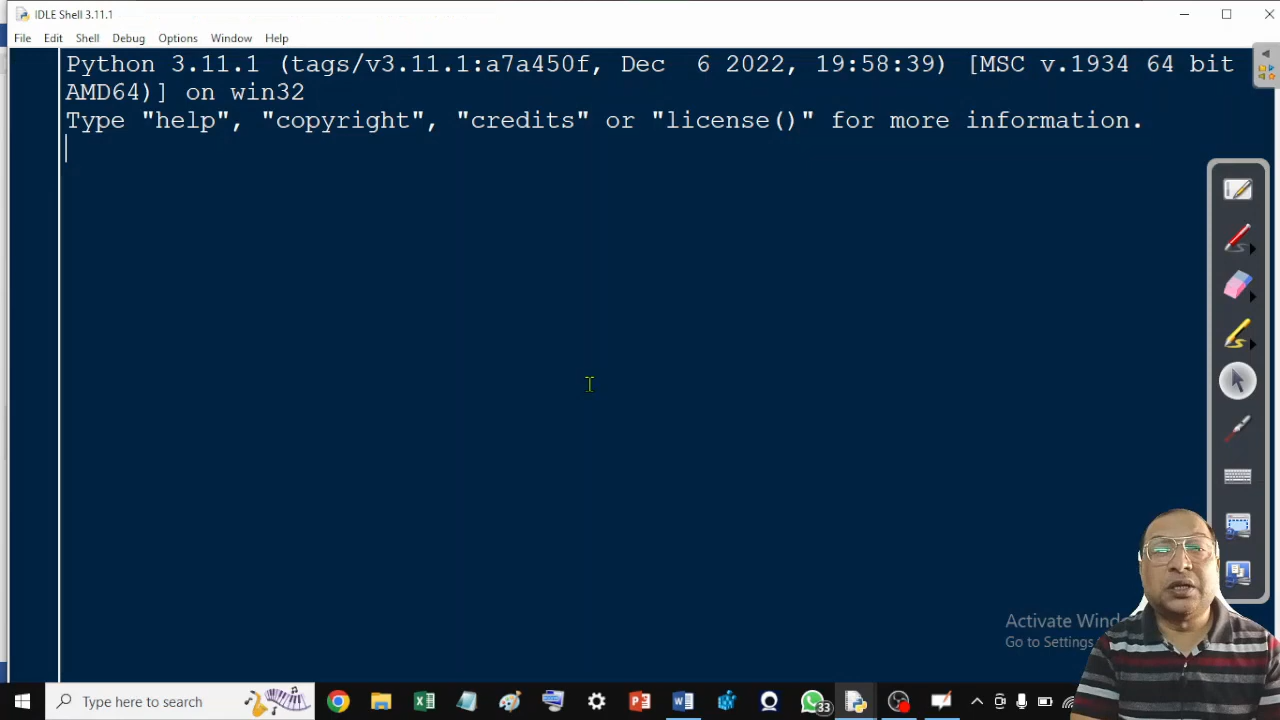 IDLE Shell 3.11.1
File Edit Shell Debug Options Window Help
Python 3.11.1 (tags/v3.11.1:a7a450f, Dec  6 2022, 19:58:39) [MSC v.1934 64 bit
AMD64)] on win32
Type "help", "copyright", "credits" or "license()" for more information.
Activate
Go to Settings
Type here to search
33